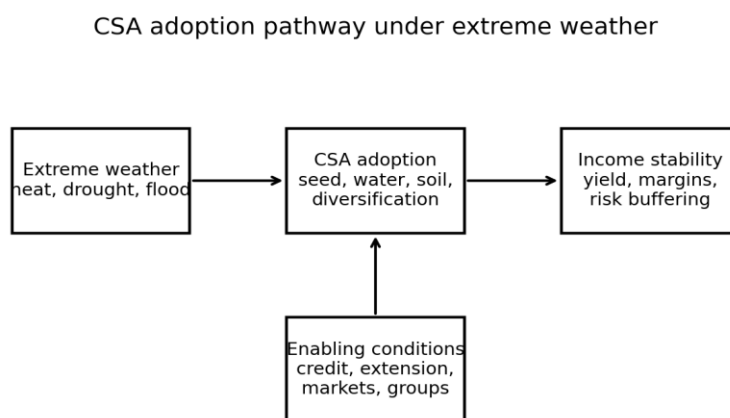 CSA adoption pathway under extreme weather
Extreme weather
heat, drought, flood
CSA adoption
seed, water, soil,
diversification
Income stability
yield, margins,
risk buffering
Enabling conditions
credit, extension,
markets, groups